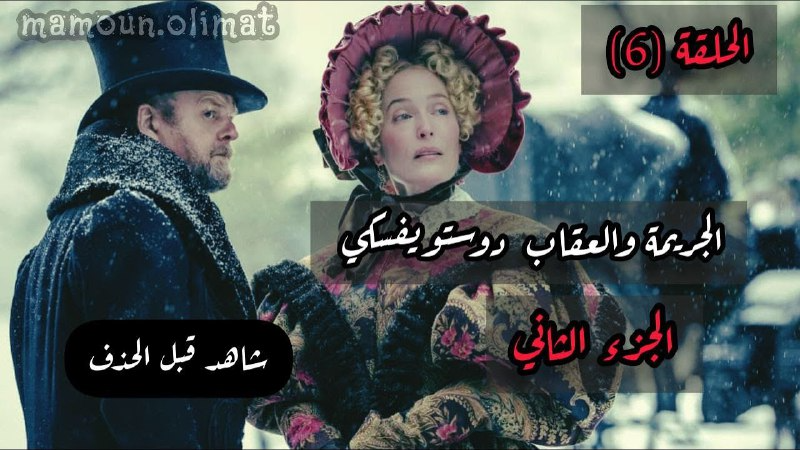 mamoun.olimat
الحلقة (6)
الجريمة والعقاب دوستويفسكي
الجزء الثاني
شاهد قبل الحذف